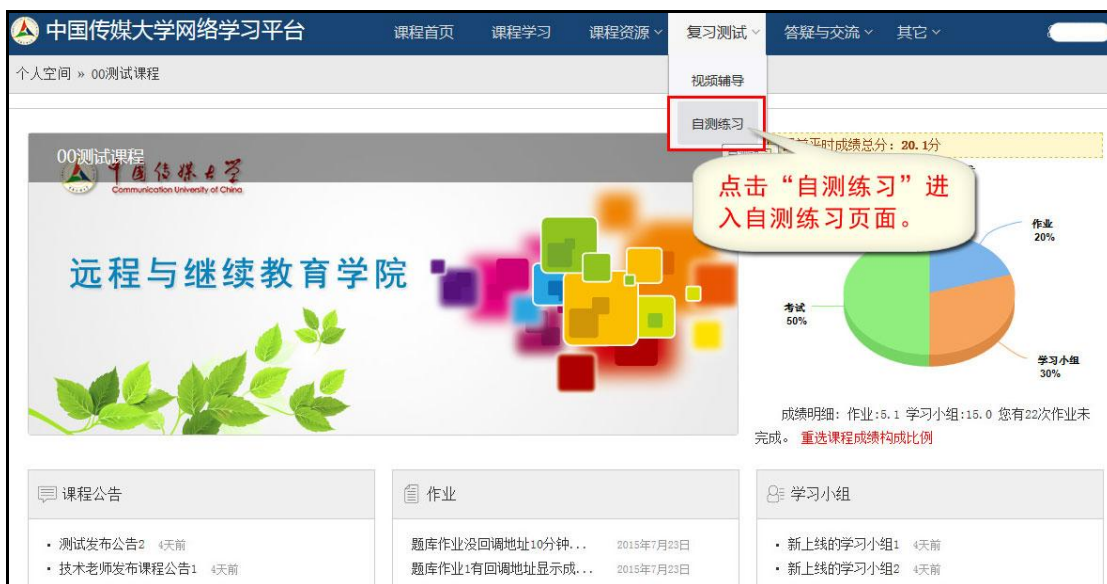 中国传媒大学网络学习平台
课程首页 课程学习 课程资源 复习测试 答疑与交流 其它
个人空间 » 00测试课程
视频辅导
自测练习
00测试课程
中国传媒大学
Communication University of China
平时成绩总分：20.1分
点击“自测练习”进
入自测练习页面。
远程与继续教育学院
作业
20%
考试
50%
学习小组
30%
成绩明细: 作业:5.1 学习小组:15.0 您有22次作业未
完成。 重选课程成绩构成比例
课程公告
测试发布公告2 4天前
技术老师发布课程公告1 4天前
作业
题库作业没回调地址10分钟... 2015年7月23日
题库作业1有回调地址显示成... 2015年7月23日
学习小组
新上线的学习小组1 4天前
新上线的学习小组2 4天前